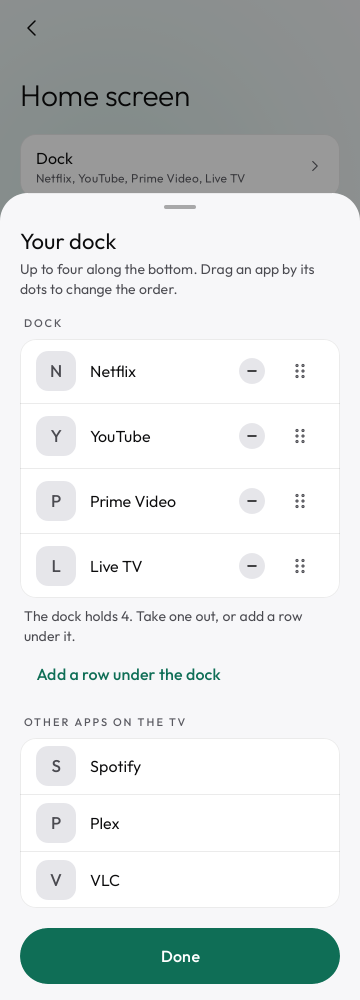 Home screen
Dock
Netflix, YouTube, Prime Video, Live TV
Your dock
Up to four along the bottom. Drag an app by its
dots to change the order.
DOCK
N Netflix
Y YouTube
P Prime Video
L Live TV
The dock holds 4. Take one out, or add a row
under it.
Add a row under the dock
OTHER APPS ON THE TV
S Spotify
P Plex
V VLC
Done